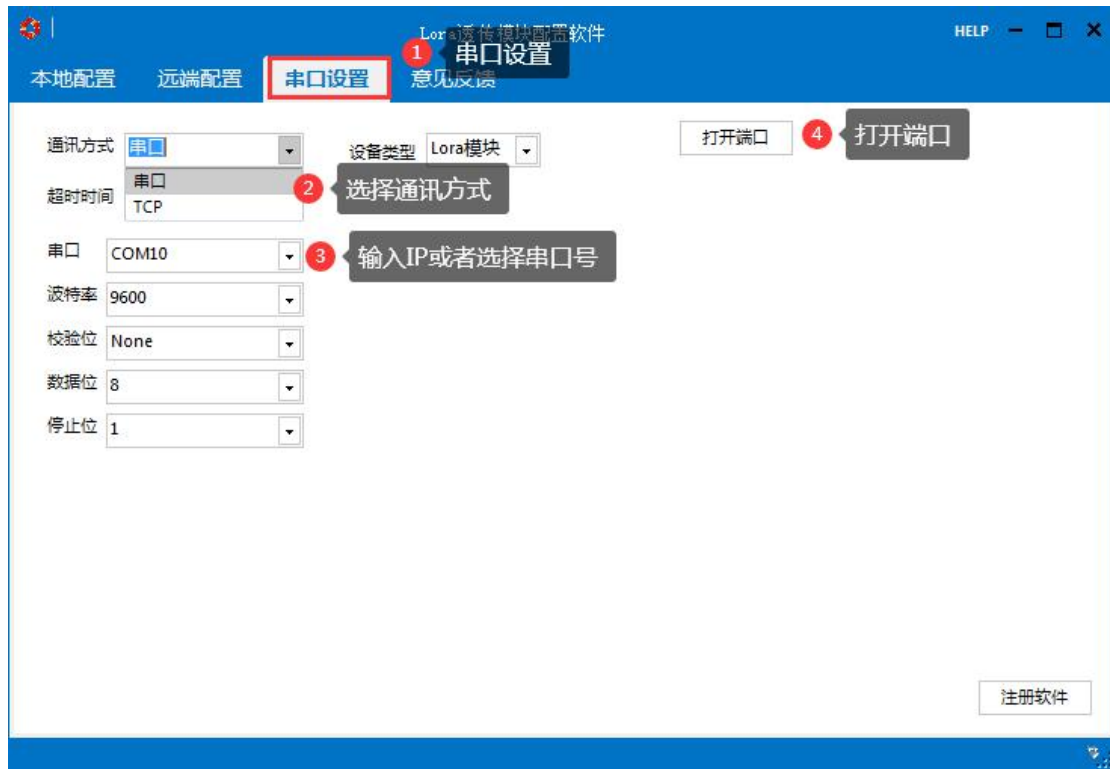 Lora透传模块配置软件
HELP
1 串口设置
本地配置 远端配置 串口设置 意见反馈
通讯方式 串口 设备类型 Lora模块 打开端口 4 打开端口
串口
2 选择通讯方式
超时时间
TCP
串口 COM10 3 输入IP或者选择串口号
波特率 9600
校验位 None
数据位 8
停止位 1
注册软件